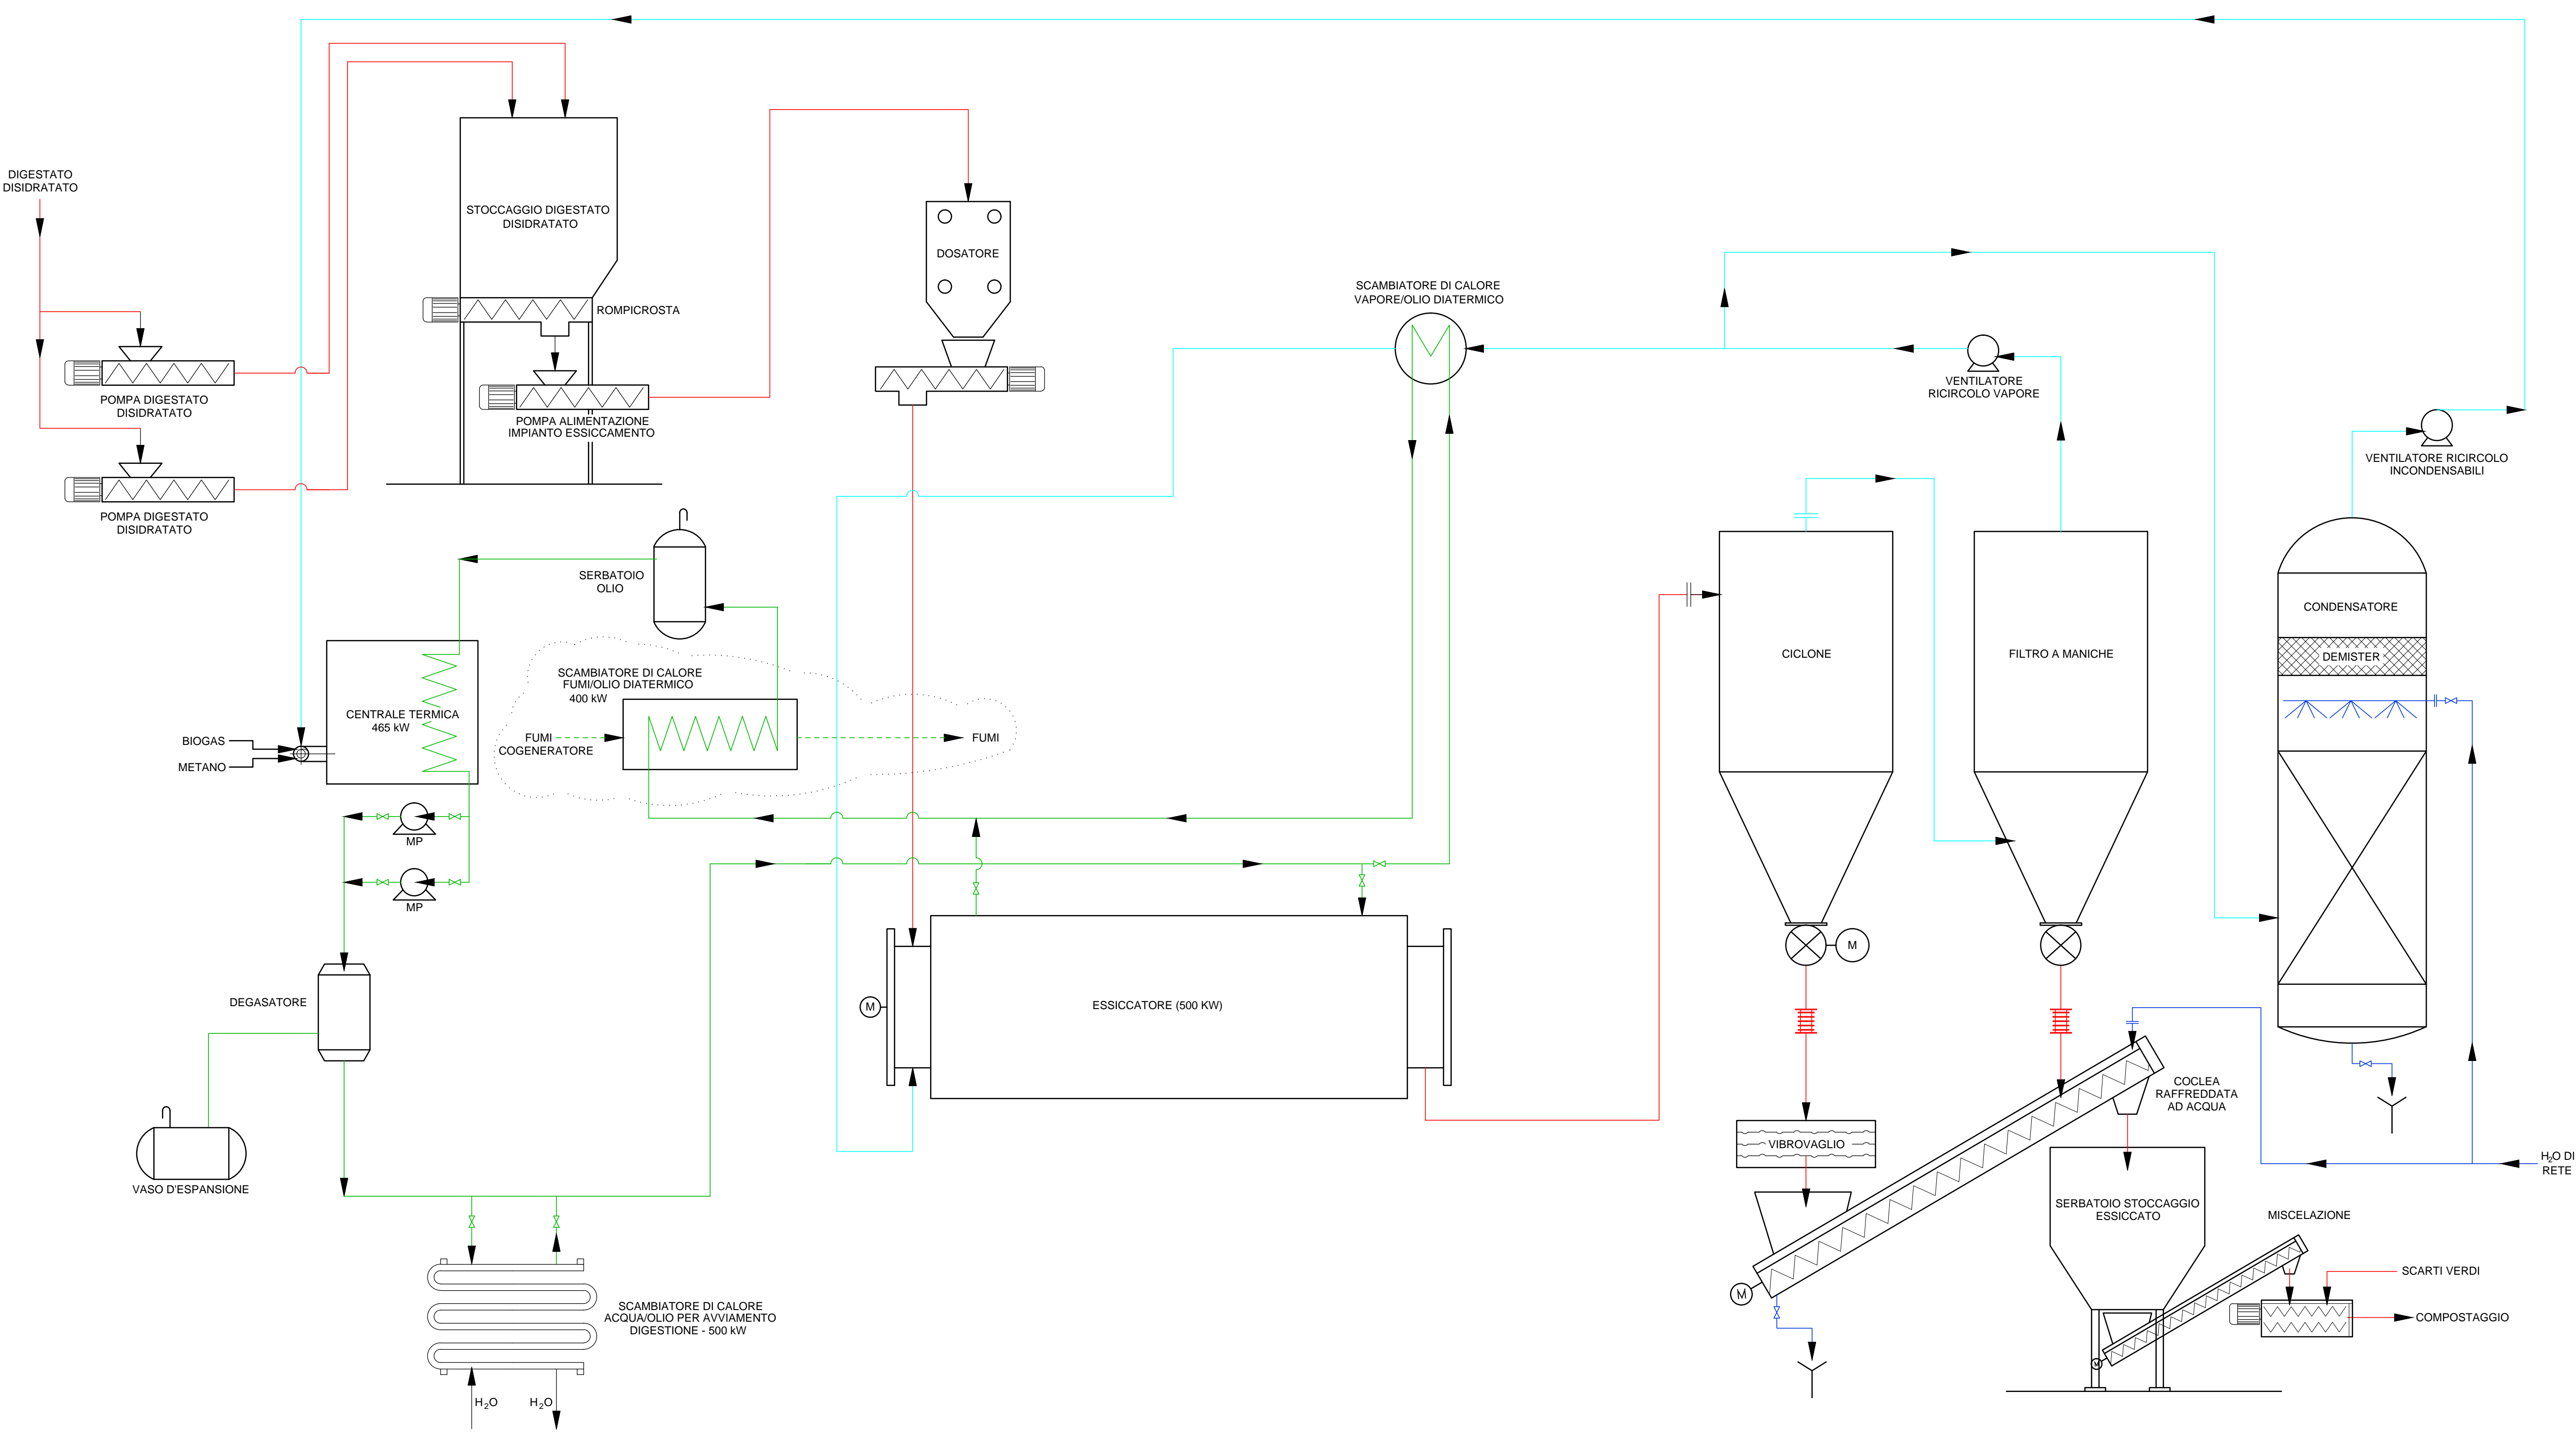 DIGESTATO
DISIDRATATO
STOCCAGGIO DIGESTATO
DISIDRATATO
ROMPICROSTA
DOSATORE
SCAMBIATORE DI CALORE
VAPORE/OLIO DIATERMICO
VENTILATORE
RICIRCOLO VAPORE
POMPA DIGESTATO
DISIDRATATO
POMPA ALIMENTAZIONE
IMPIANTO ESSICCAMENTO
VENTILATORE RICIRCOLO
INCONDENSABILI
POMPA DIGESTATO
DISIDRATATO
SERBATOIO
OLIO
CONDENSATORE
CICLONE
FILTRO A MANICHE
DEMISTER
SCAMBIATORE DI CALORE
FUMI/OLIO DIATERMICO
400 kW
CENTRALE TERMICA
465 kW
FUMI
COGENERATORE
FUMI
BIOGAS
METANO
MP
MP
M
DEGASATORE
M
ESSICCATORE (500 KW)
COCLEA
RAFFREDDATA
AD ACQUA
VIBROVAGLIO
H2O DI
RETE
VASO D'ESPANSIONE
SERBATOIO STOCCAGGIO
ESSICCATO
MISCELAZIONE
SCARTI VERDI
M
SCAMBIATORE DI CALORE
ACQUA/OLIO PER AVVIAMENTO
DIGESTIONE - 500 kW
COMPOSTAGGIO
M
H2O
H2O